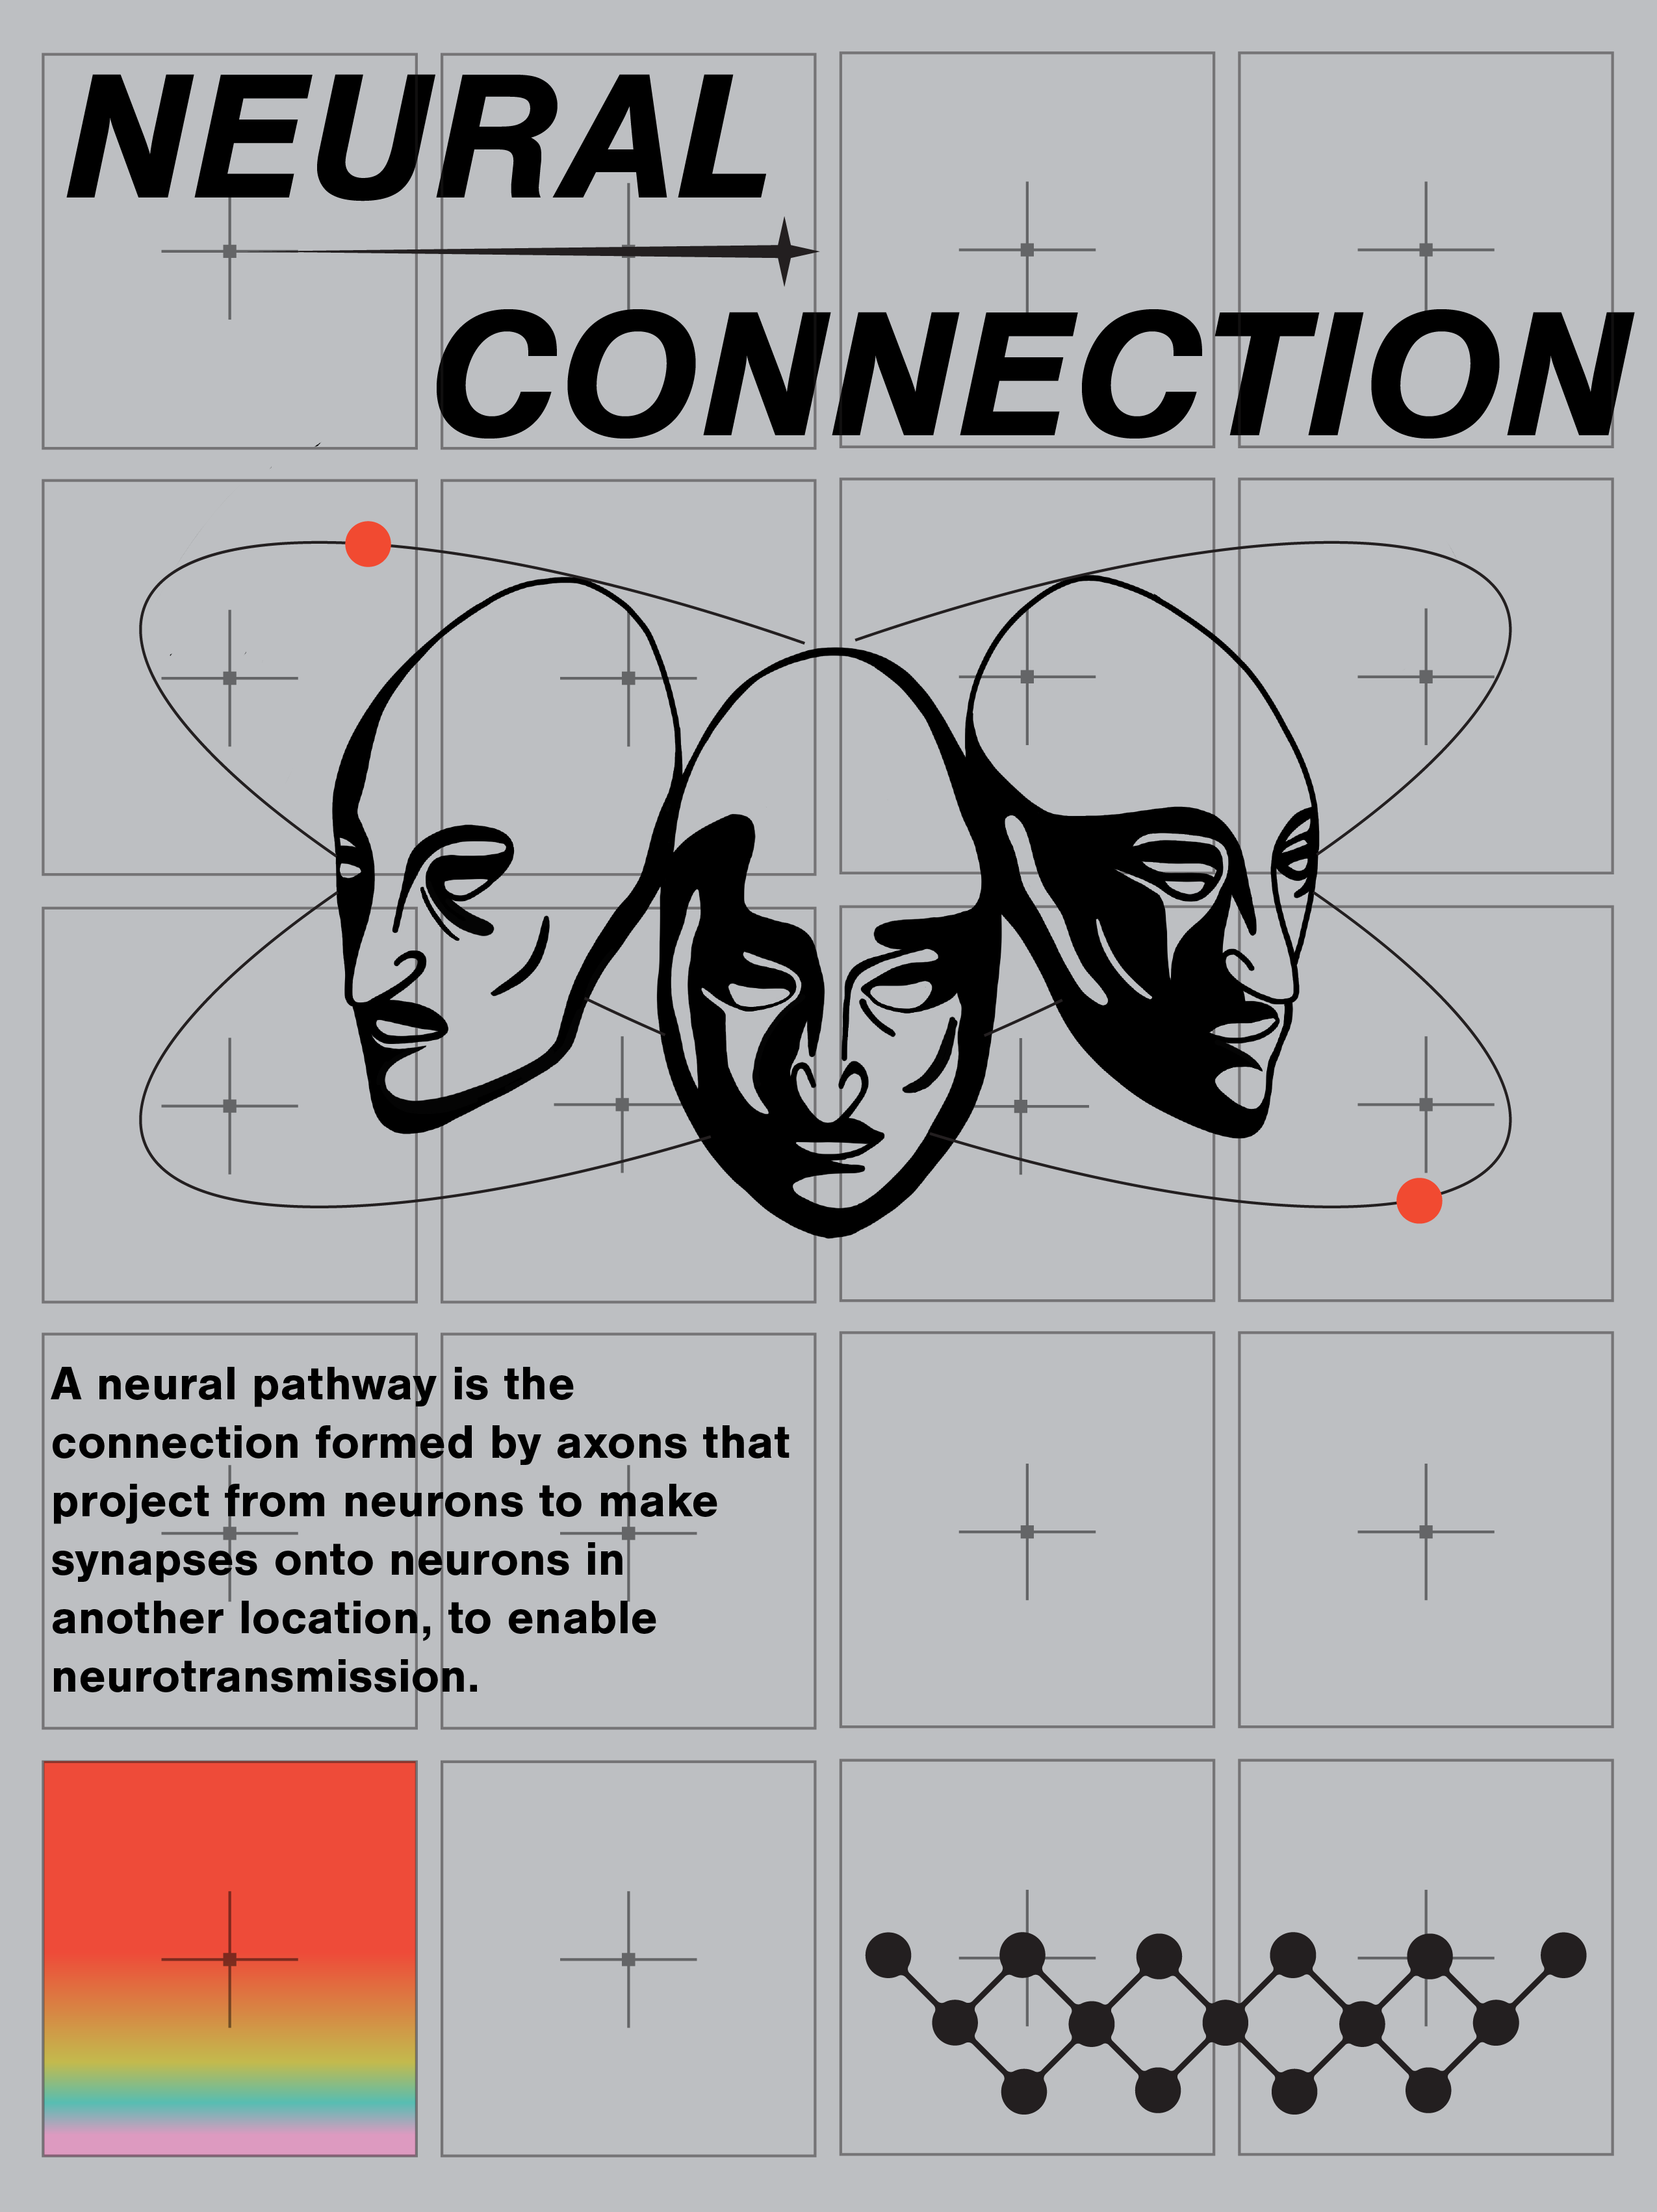 NEURAL
CONNECTION
A neural pathway is the
connection formed by axons that
project from neurons to make
synapses onto neurons in
another location, to enable
neurotransmission.